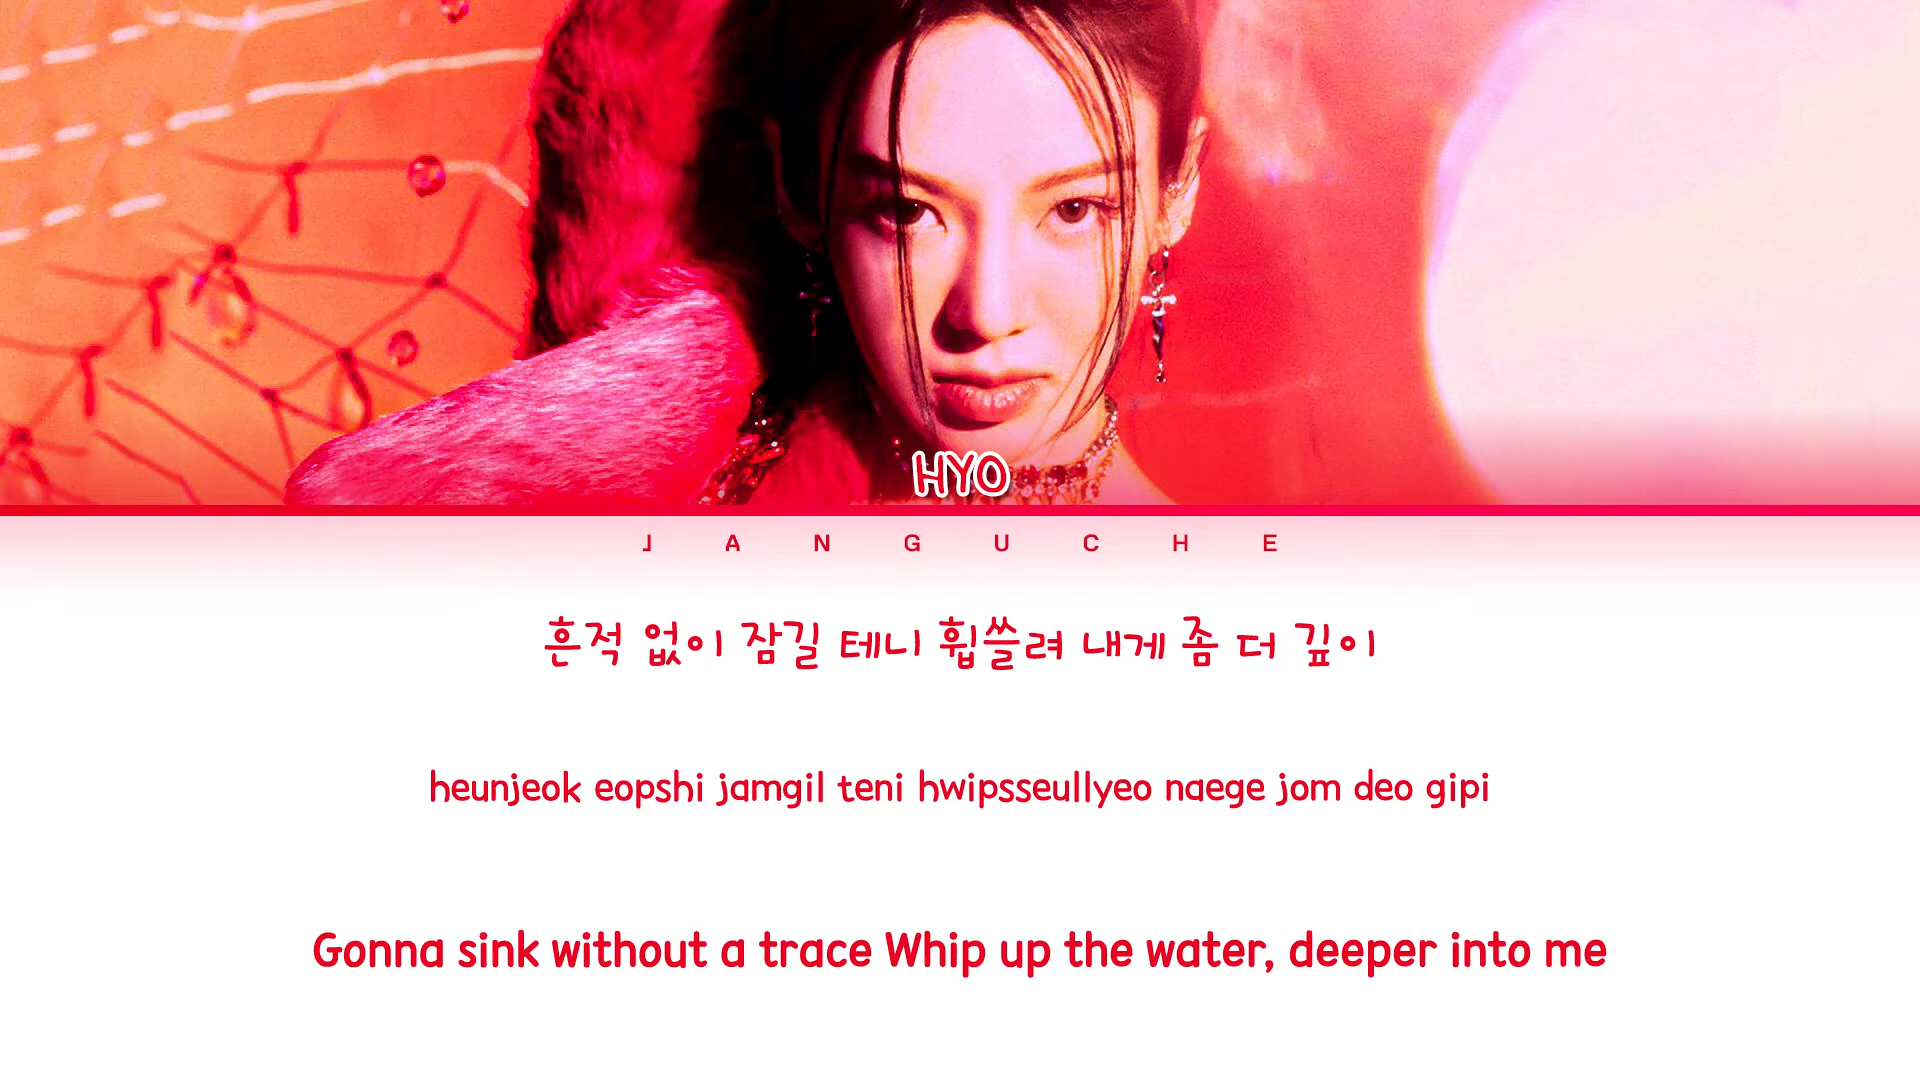 HYO
JANGUCHE
흔적 없이 잠길 테니 휩쓸려 내게 좀 더 깊이
heunjeok eopshi jamgil teni hwipsseullyeo naege jom deo gipi
Gonna sink without a trace Whip up the water, deeper into me